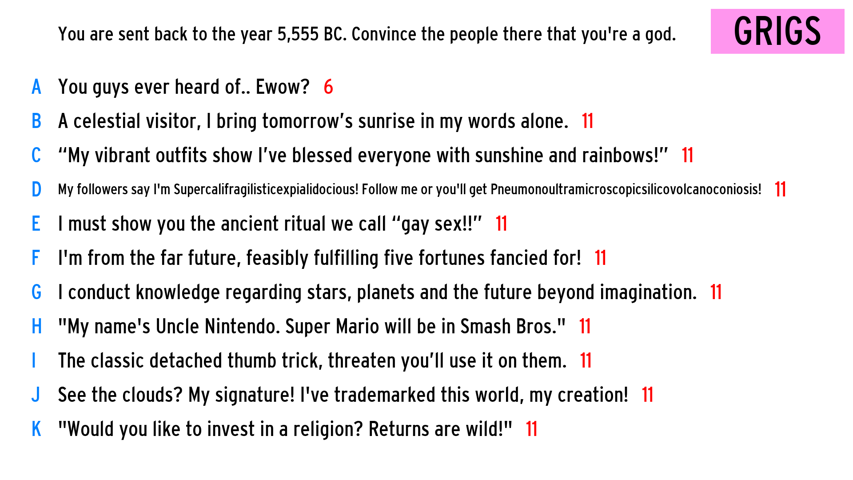 You are sent back to the year 5,555 BC. Convince the people there that you're a god.
GRIGS
A You guys ever heard of.. Ewow? 6
B A celestial visitor, I bring tomorrow’s sunrise in my words alone. 11
C “My vibrant outfits show I’ve blessed everyone with sunshine and rainbows!” 11
D My followers say I'm Supercalifragilisticexpialidocious! Follow me or you'll get Pneumonoultramicroscopicsilicovolcanoconiosis! 11
E I must show you the ancient ritual we call “gay sex!!” 11
F I'm from the far future, feasibly fulfilling five fortunes fancied for! 11
G I conduct knowledge regarding stars, planets and the future beyond imagination. 11
H "My name's Uncle Nintendo. Super Mario will be in Smash Bros." 11
I The classic detached thumb trick, threaten you’ll use it on them. 11
J See the clouds? My signature! I've trademarked this world, my creation! 11
K "Would you like to invest in a religion? Returns are wild!" 11